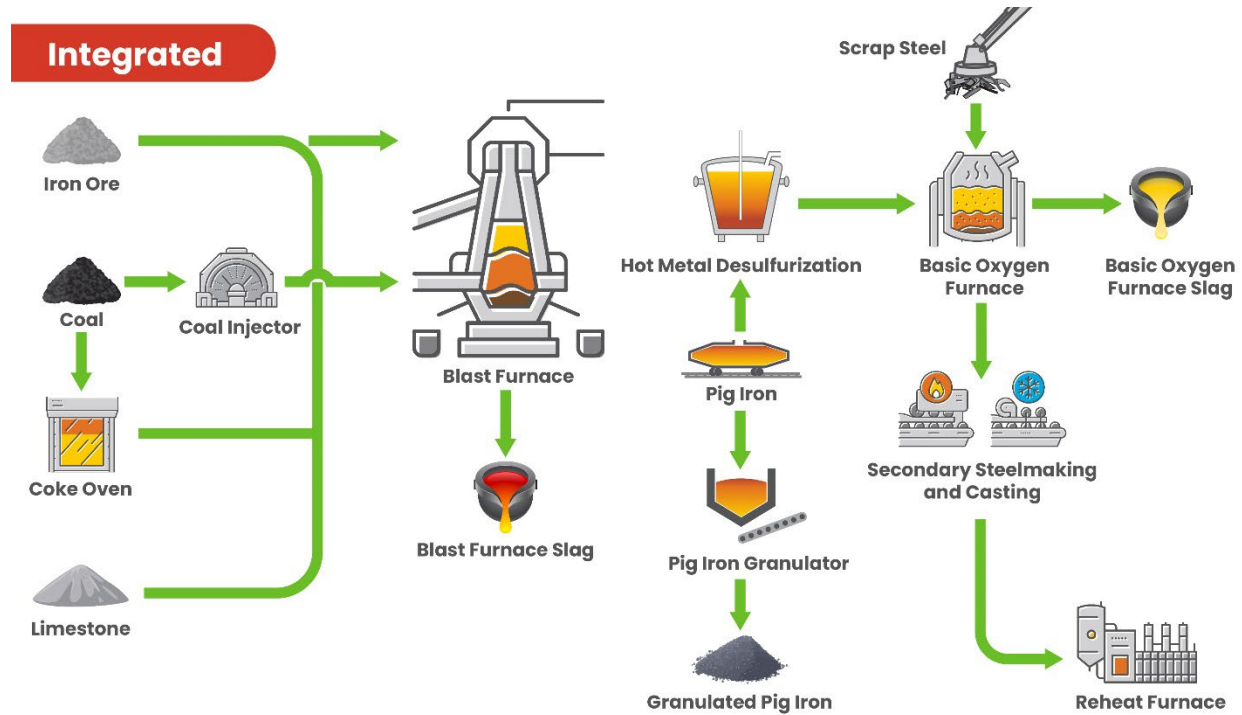 Integrated
Scrap Steel
Iron Ore
Coal
Coal Injector
Coke Oven
Limestone
Blast Furnace
Blast Furnace Slag
Hot Metal Desulfurization
Pig Iron
Pig Iron Granulator
Granulated Pig Iron
Basic Oxygen
Furnace
Basic Oxygen
Furnace Slag
Secondary Steelmaking
and Casting
Reheat Furnace